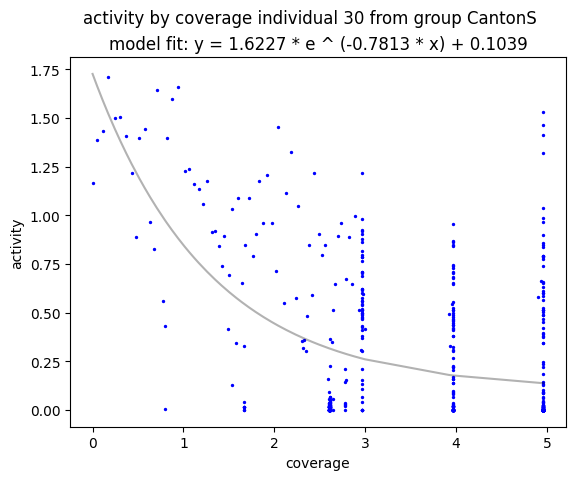 activity by coverage individual 30 from group CantonS
model fit: y = 1.6227 * e ^ (-0.7813 * x) + 0.1039
1.75
1.50
1.25
1.00
0.75
0.50
0.25
0.00
activity
0 1 2 3 4 5
coverage